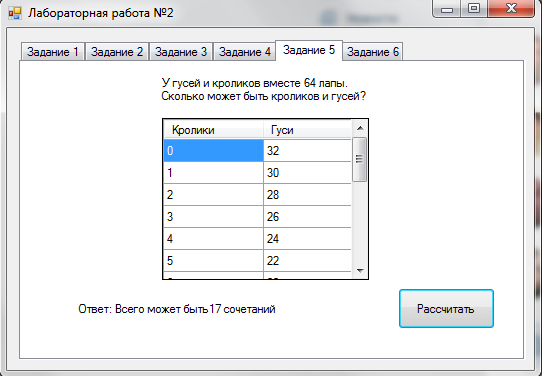 Лабораторная работа №2
Задание 1 Задание 2 Задание 3 Задание 4 Задание 5 Задание 6
У гусей и кроликов вместе 64 лапы.
Сколько может быть кроликов и гусей?
Кролики Гуси
0 32
1 30
2 28
3 26
4 24
5 22
Ответ: Всего может быть17 сочетаний
Рассчитать